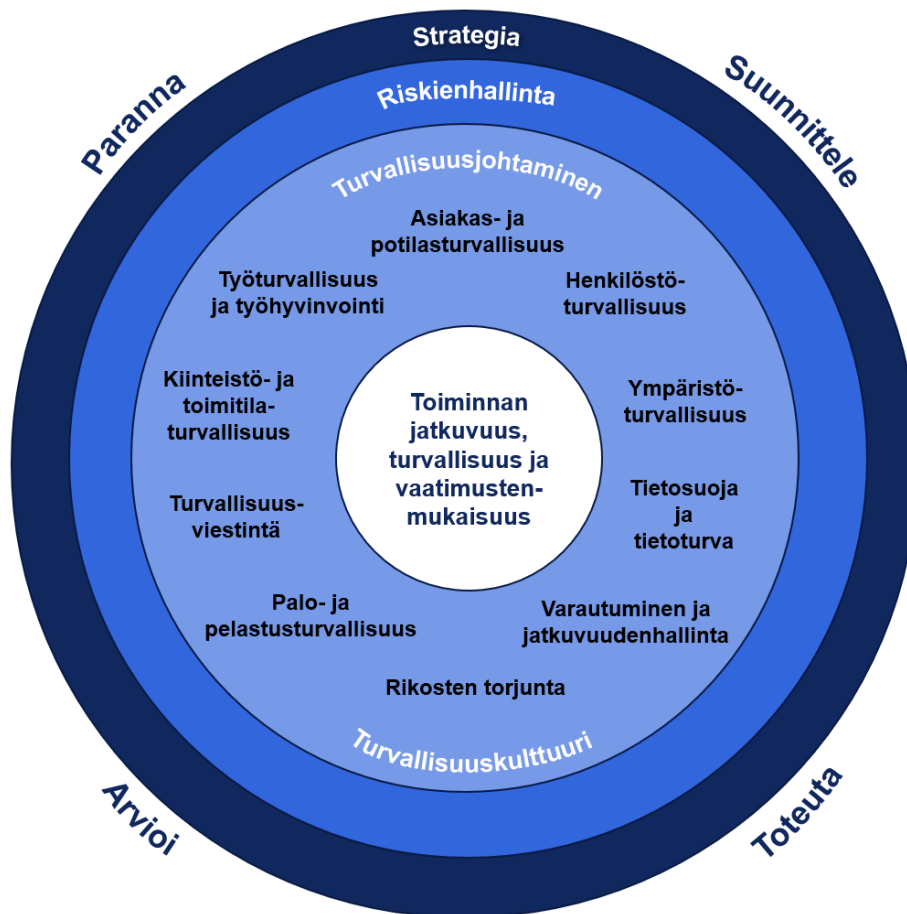 Strategia
Paranna
Suunnittele
Riskienhallinta
Turvallisuusjohtaminen
Asiakas- ja
potilasturvallisuus
Työturvallisuus
ja työhyvinvointi
Henkilöstö-
turvallisuus
Kiinteistö- ja
toimitila-
turvallisuus
Toiminnan
jatkuvuus,
turvallisuus ja
vaatimusten-
mukaisuus
Ympäristö-
turvallisuus
Turvallisuus-
viestintä
Tietosuoja
ja
tietoturva
Palo- ja
pelastusturvallisuus
Varautuminen ja
jatkuvuudenhallinta
Rikosten torjunta
Turvallisuuskulttuuri
Arvioi
Toteuta